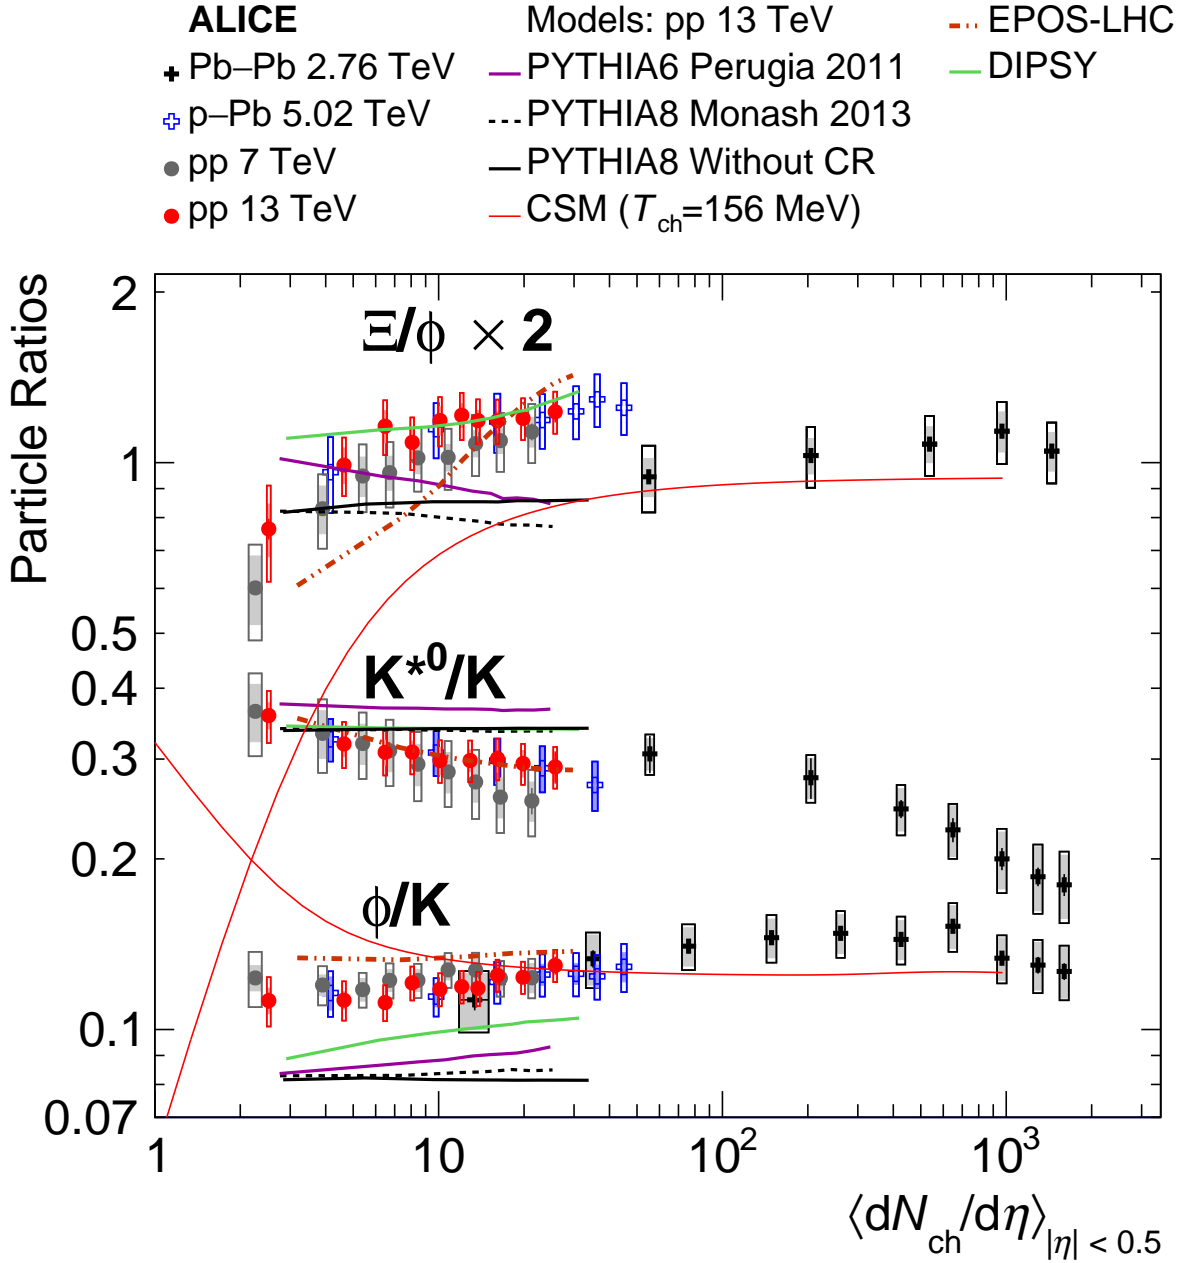 ALICE Models: pp 13 TeV EPOS-LHC
Pb–Pb 2.76 TeV PYTHIA6 Perugia 2011 DIPSY
p–Pb 5.02 TeV PYTHIA8 Monash 2013
pp 7 TeV PYTHIA8 Without CR
pp 13 TeV CSM (T_ch=156 MeV)
Particle Ratios
2
1
0.5
0.4
0.3
0.2
0.1
0.07
Ξ/ϕ × 2
K*⁰/K
ϕ/K
1 10 10² 10³
⟨dN_ch/dη⟩_|η| < 0.5